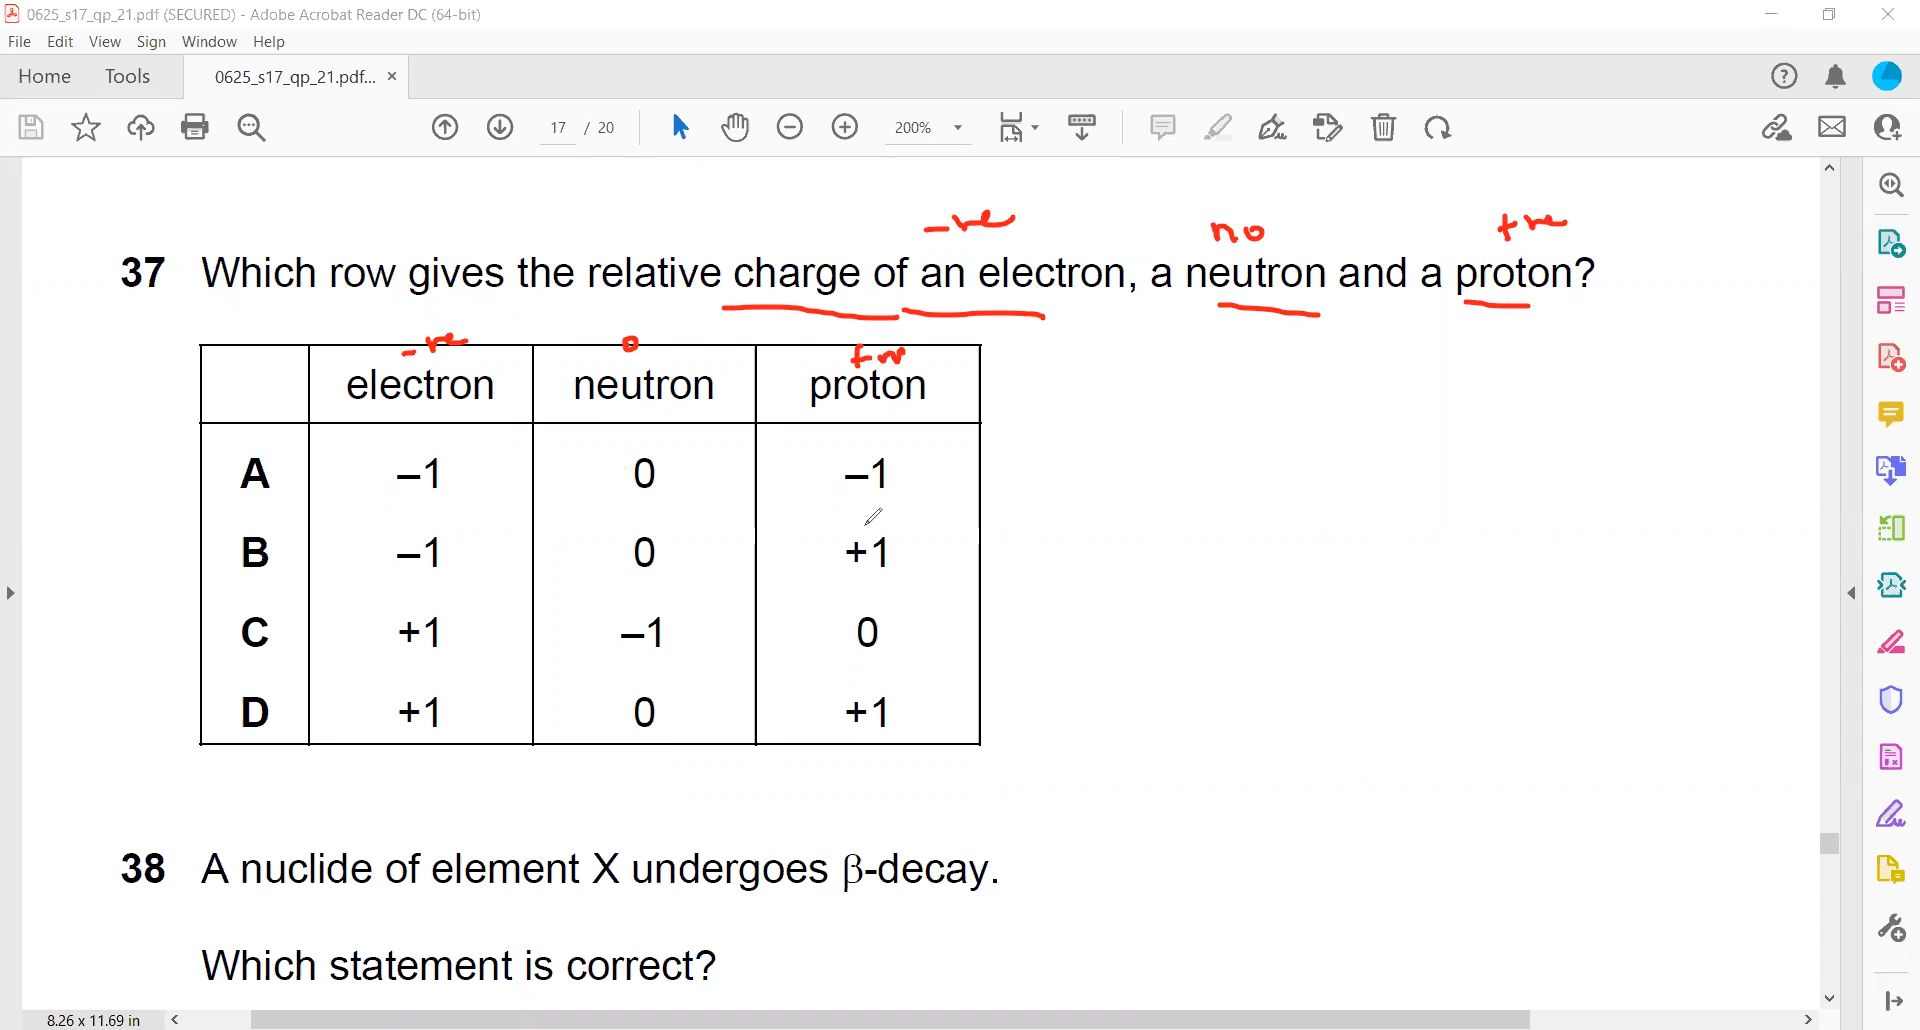 0625_s17_qp_21.pdf (SECURED) - Adobe Acrobat Reader DC (64-bit)
File Edit View Sign Window Help
Home Tools 0625_s17_qp_21.pdf... ×
17 / 20 200%
-ve no +ve
37 Which row gives the relative charge of an electron, a neutron and a proton?
-ve 0 +ve
electron neutron proton
A –1 0 –1
B –1 0 +1
C +1 –1 0
D +1 0 +1
38 A nuclide of element X undergoes β-decay.
Which statement is correct?
8.26 x 11.69 in